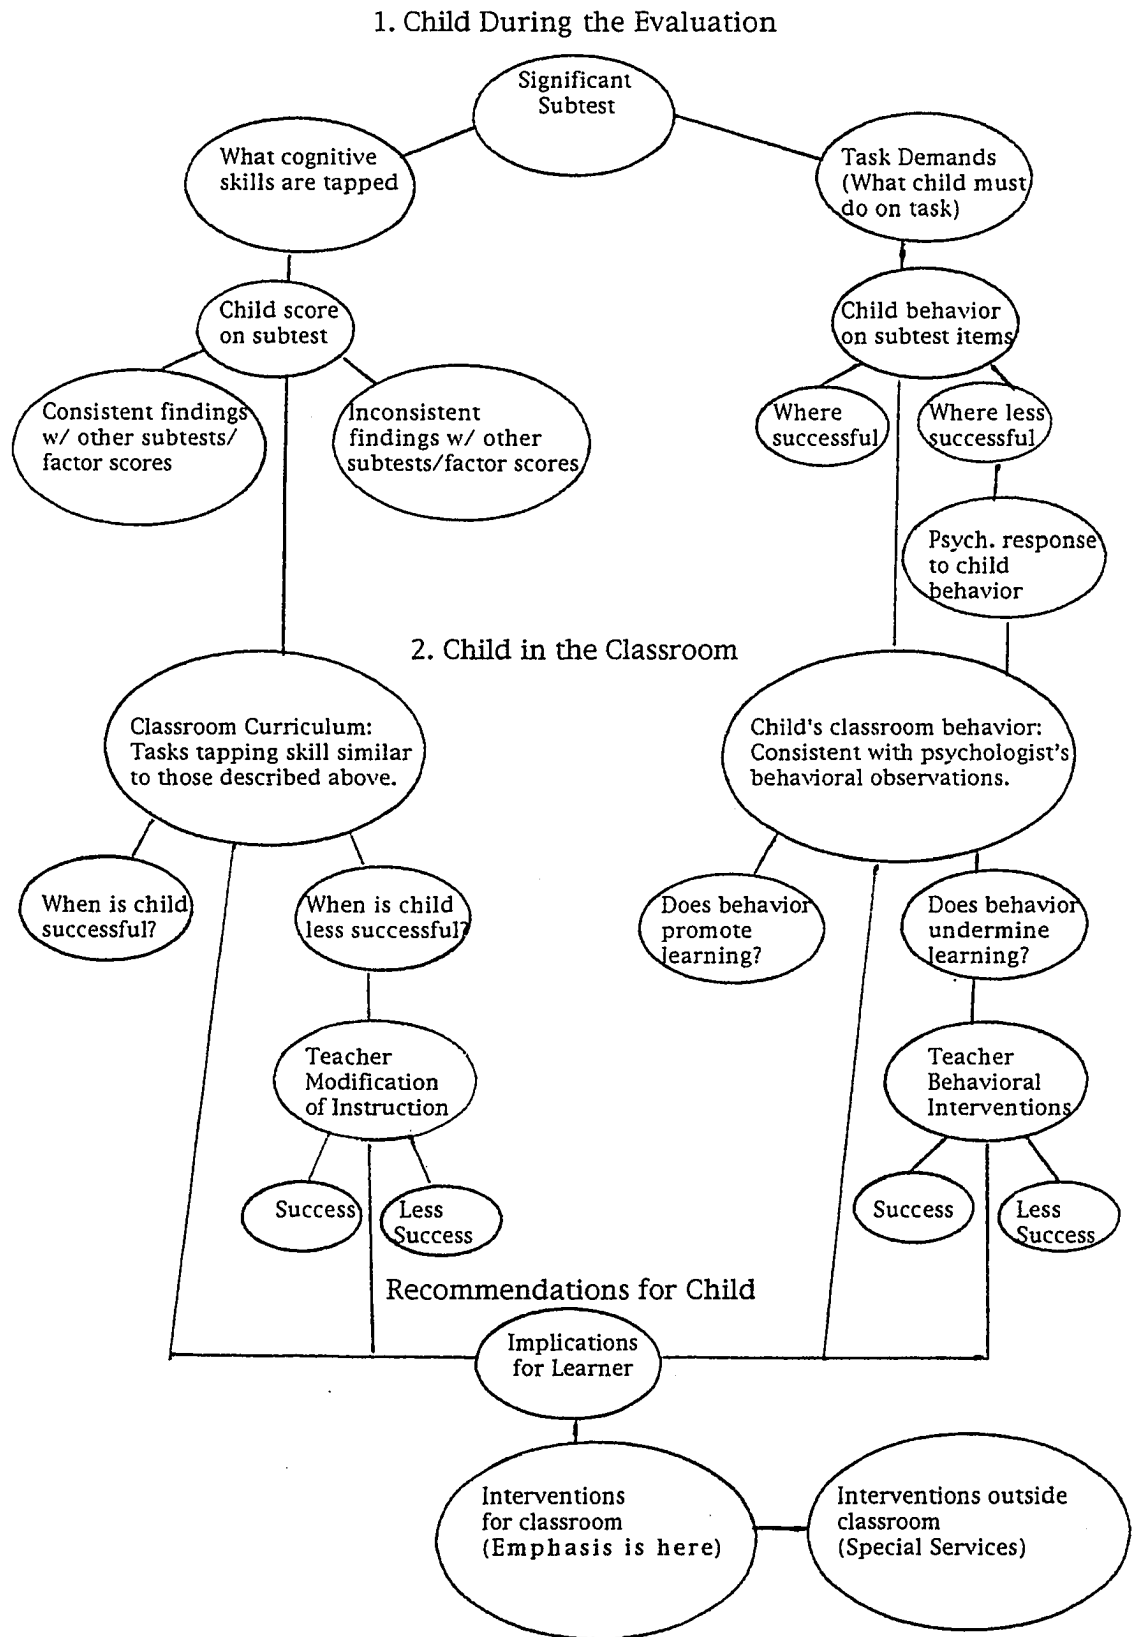 1. Child During the Evaluation
Significant
Subtest
What cognitive
skills are tapped
Task Demands
(What child must
do on task)
Child score
on subtest
Child behavior
on subtest items
Consistent findings
w/ other subtests/
factor scores
Inconsistent
findings w/ other
subtests/factor scores
Where
successful
Where less
successful
Psych. response
to child
behavior
2. Child in the Classroom
Classroom Curriculum:
Tasks tapping skill similar
to those described above.
Child's classroom behavior:
Consistent with psychologist's
behavioral observations.
When is child
successful?
When is child
less successful?
Does behavior
promote
learning?
Does behavior
undermine
learning?
Teacher
Modification
of Instruction
Teacher
Behavioral
Interventions
Success
Less
Success
Success
Less
Success
Recommendations for Child
Implications
for Learner
Interventions
for classroom
(Emphasis is here)
Interventions outside
classroom
(Special Services)